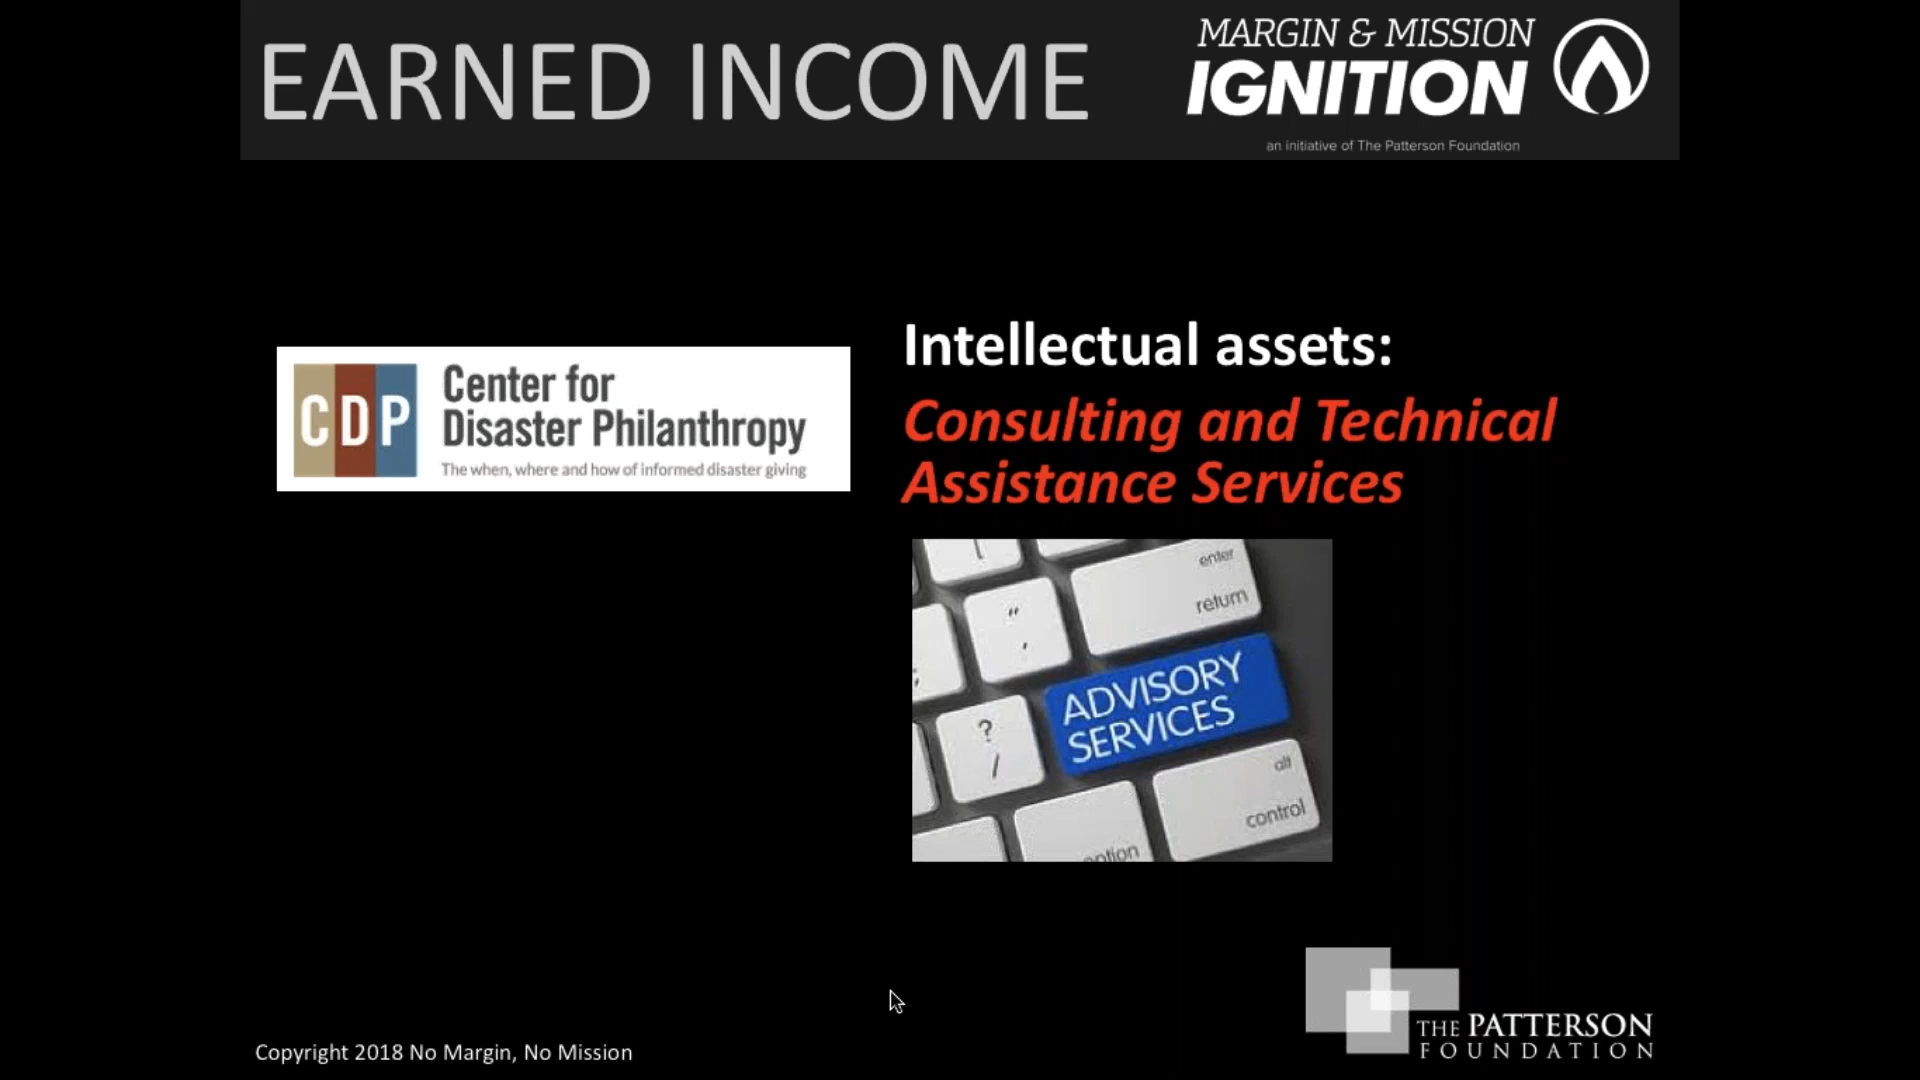 EARNED INCOME
MARGIN & MISSION
IGNITION
an initiative of The Patterson Foundation
CDP
Center for
Disaster Philanthropy
The when, where and how of informed disaster giving
Intellectual assets:
Consulting and Technical
Assistance Services
[
enter
return
"
,
;
ADVISORY
SERVICES
?
/
alt
control
option
THE PATTERSON
FOUNDATION
Copyright 2018 No Margin, No Mission